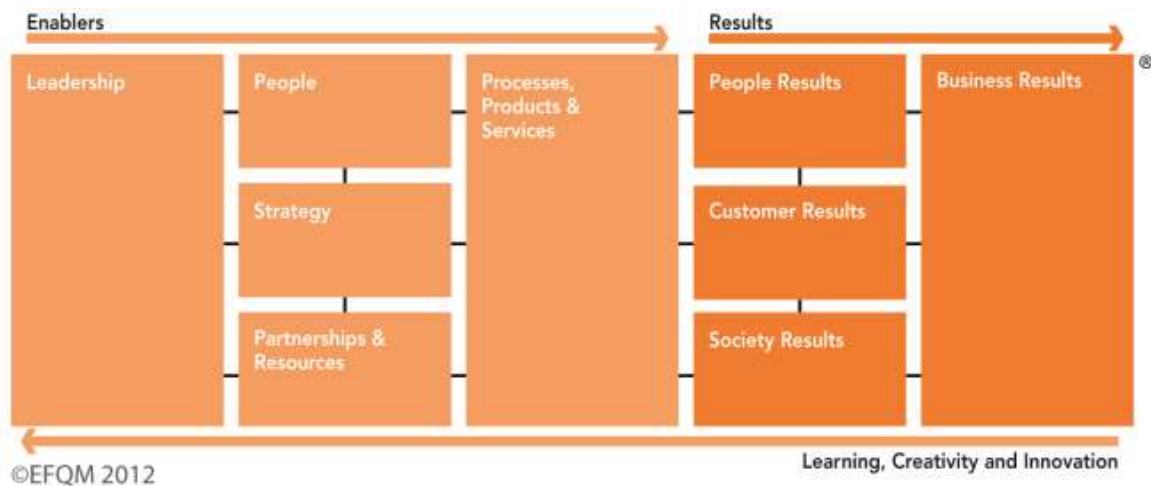 Enablers
Results
Leadership
People
Processes,
Products &
Services
People Results
Business Results
®
Strategy
Customer Results
Partnerships &
Resources
Society Results
Learning, Creativity and Innovation
©EFQM 2012